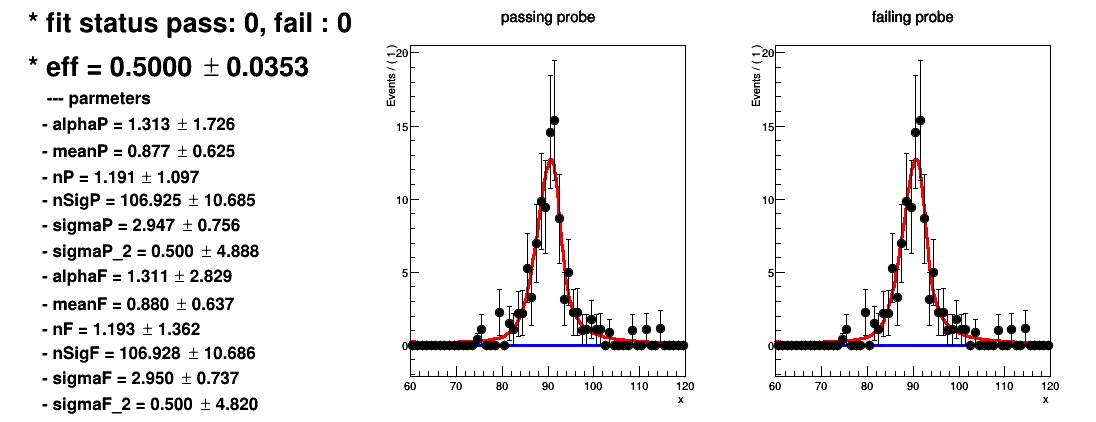 * fit status pass: 0, fail : 0
* eff = 0.5000 ± 0.0353
--- parmeters
- alphaP = 1.313 ± 1.726
- meanP = 0.877 ± 0.625
- nP = 1.191 ± 1.097
- nSigP = 106.925 ± 10.685
- sigmaP = 2.947 ± 0.756
- sigmaP_2 = 0.500 ± 4.888
- alphaF = 1.311 ± 2.829
- meanF = 0.880 ± 0.637
- nF = 1.193 ± 1.362
- nSigF = 106.928 ± 10.686
- sigmaF = 2.950 ± 0.737
- sigmaF_2 = 0.500 ± 4.820
passing probe
Events / ( 1 )
20
15
10
5
0
60 70 80 90 100 110 120
x
failing probe
Events / ( 1 )
20
15
10
5
0
60 70 80 90 100 110 120
x